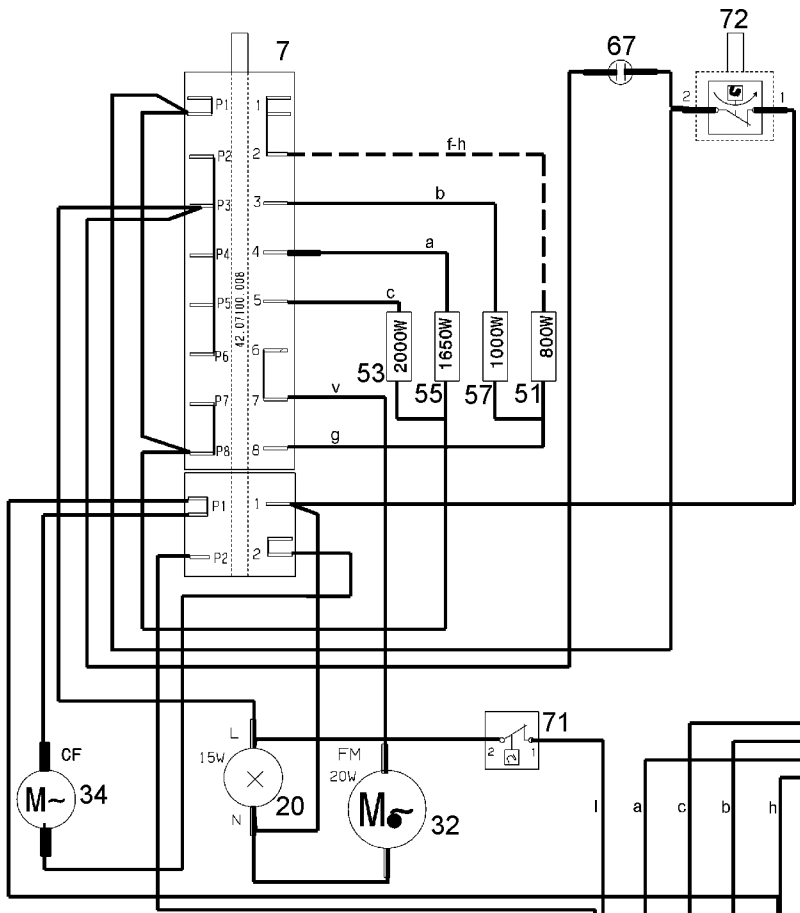 72
7
67
P1 1
2 1
P2 2
f-h
P3 3
b
P4 4
a
P5 5
c
42.07100.008
P6 6
2000W
1650W
1000W
800W
53
55
57
51
P7 7
v
P8 8
g
P1 1
P2 2
L
71
15W
FM
2 1
CF
20W
M~
34
20
M~
32
N
l a c b h